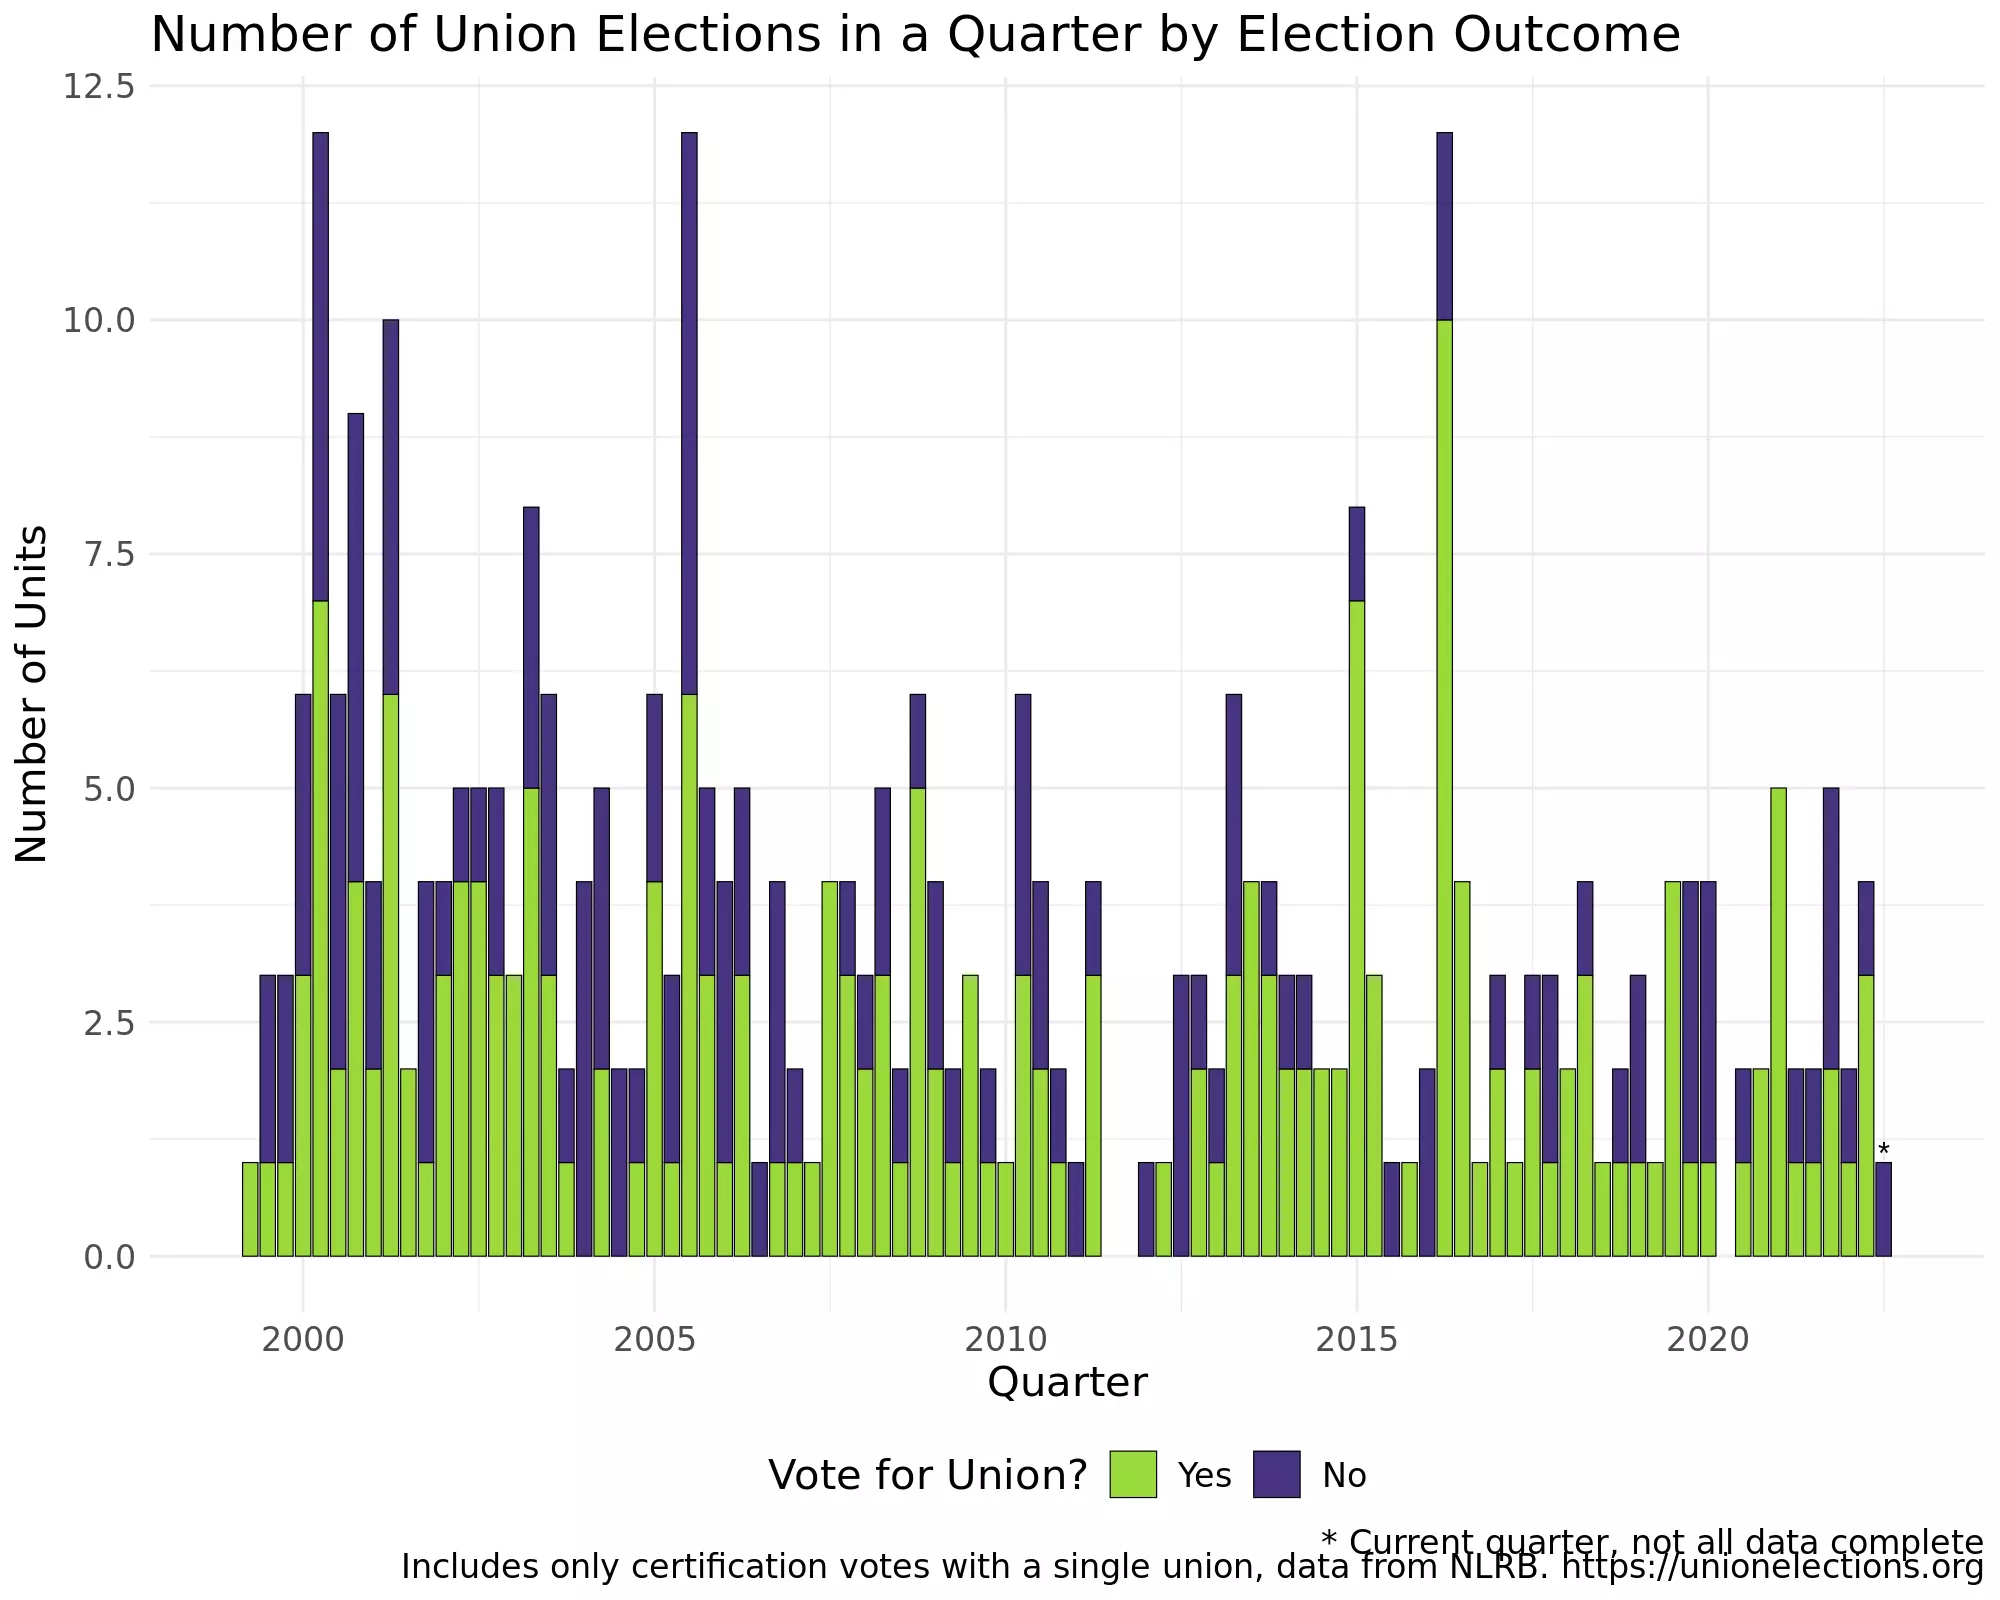 Number of Union Elections in a Quarter by Election Outcome
12.5
10.0
7.5
5.0
2.5
0.0
Number of Units
*
2000 2005 2010 2015 2020
Quarter
Vote for Union? Yes No
* Current quarter, not all data complete
Includes only certification votes with a single union, data from NLRB. https://unionelections.org